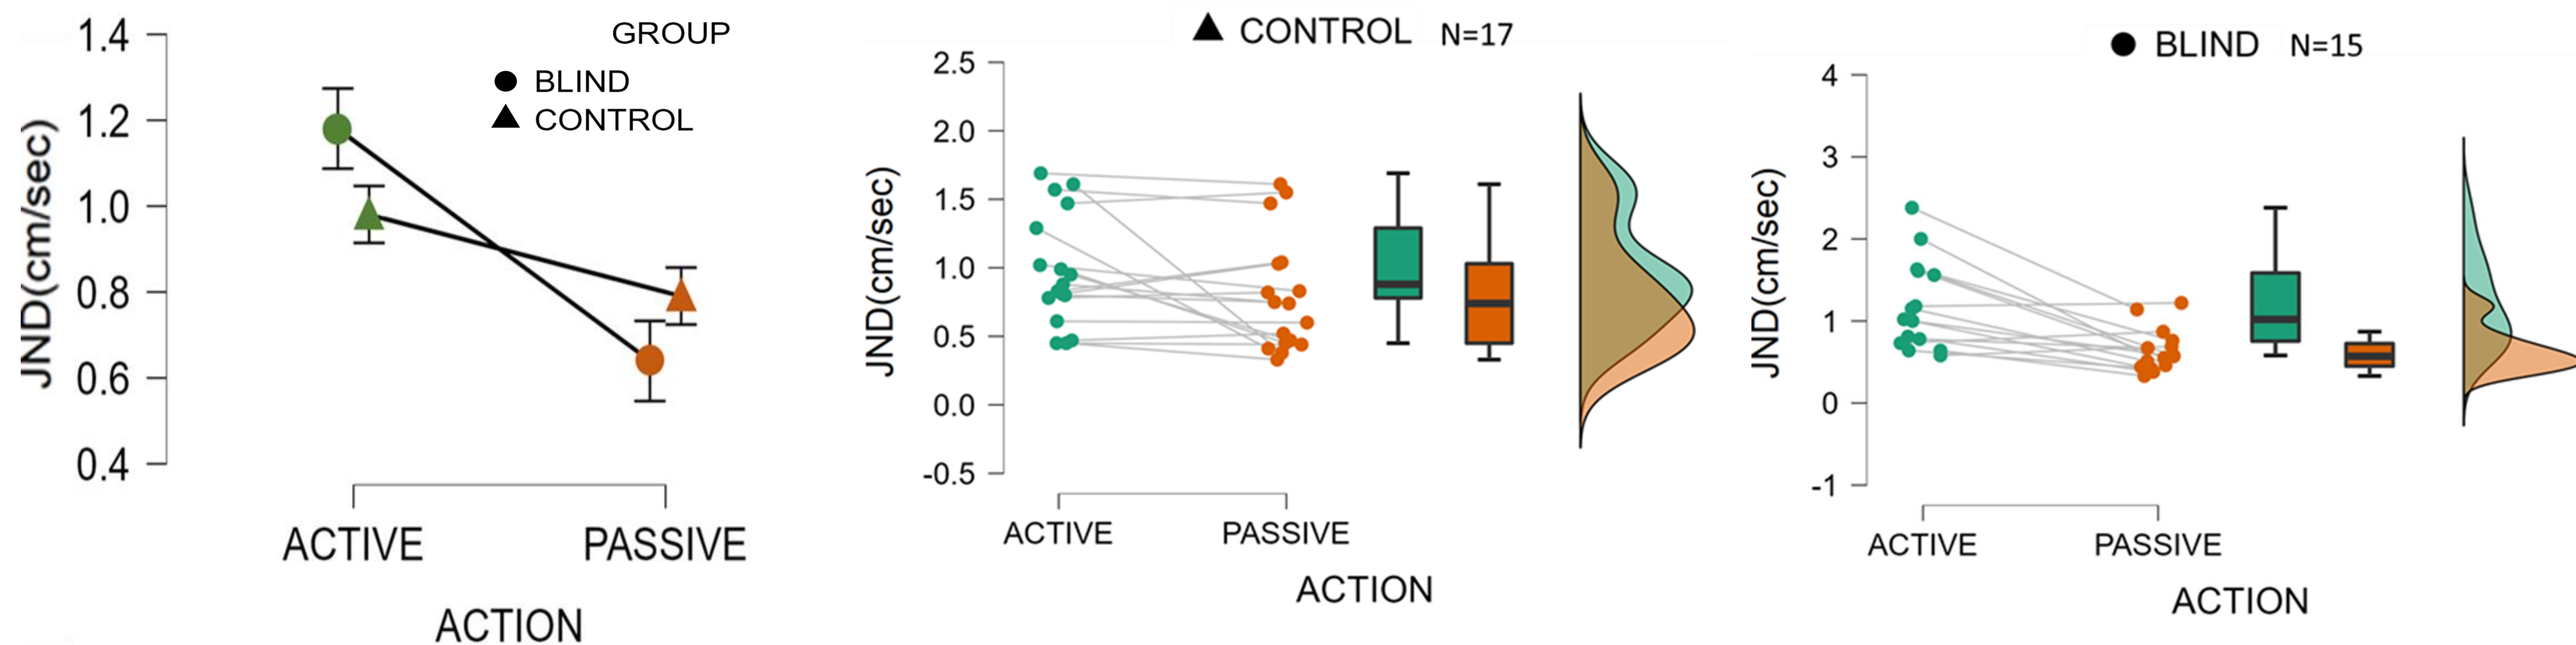 GROUP
BLIND
CONTROL
JND(cm/sec)
1.4
1.2
1.0
0.8
0.6
0.4
ACTIVE PASSIVE
ACTION
CONTROL N=17
JND(cm/sec)
2.5
2.0
1.5
1.0
0.5
0.0
-0.5
ACTIVE PASSIVE
ACTION
BLIND N=15
JND(cm/sec)
4
3
2
1
0
-1
ACTIVE PASSIVE
ACTION